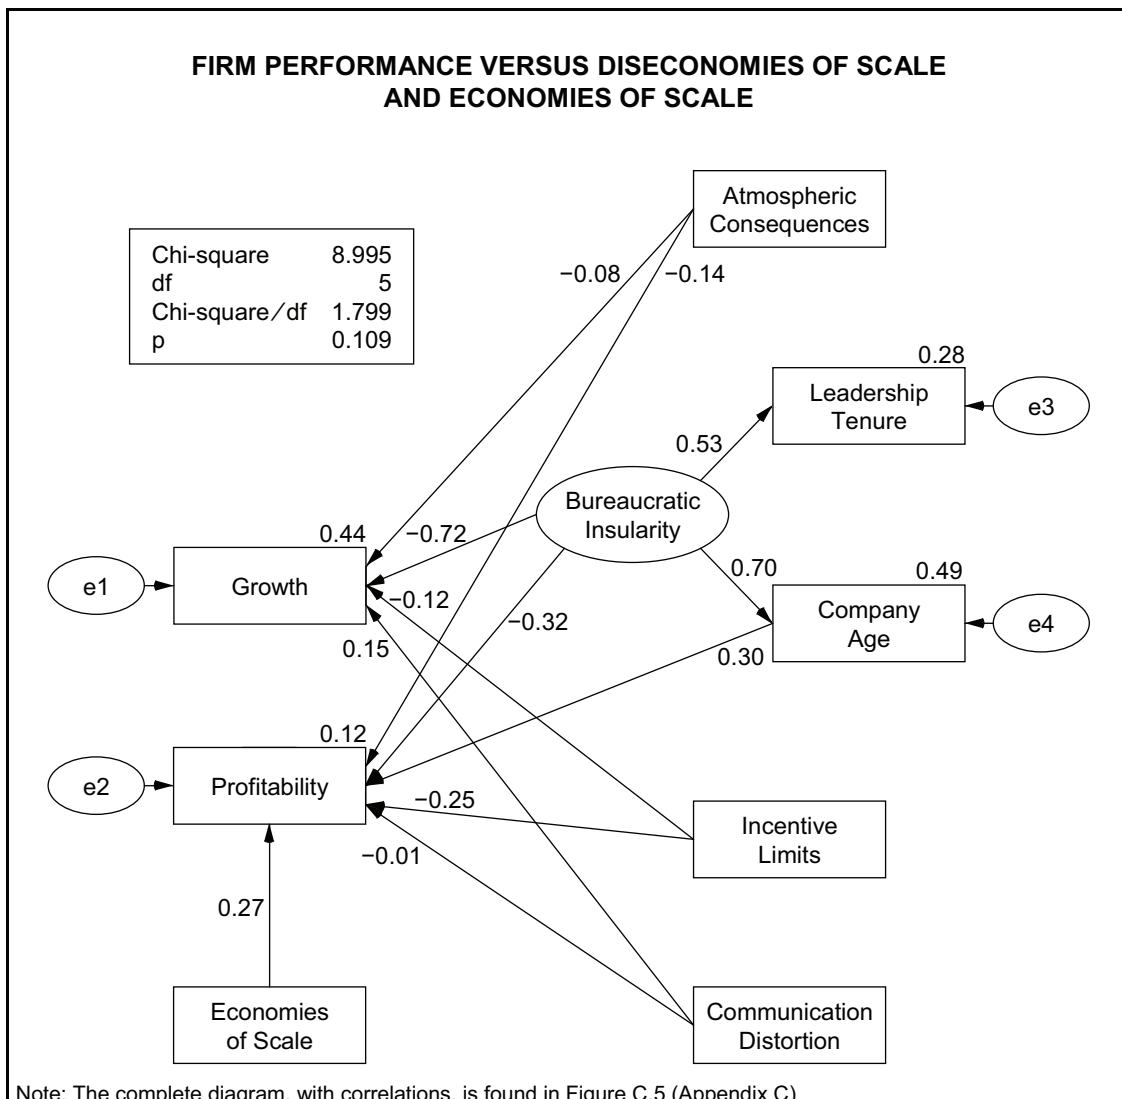 FIRM PERFORMANCE VERSUS DISECONOMIES OF SCALE
AND ECONOMIES OF SCALE
Atmospheric
Consequences
Chi-square 8.995
df 5
Chi-square/df 1.799
p 0.109
−0.08
−0.14
0.28
Leadership
Tenure
e3
0.53
Bureaucratic
Insularity
0.44
−0.72
0.70
0.49
e1
Growth
−0.12
−0.32
Company
Age
e4
0.15
0.30
0.12
e2
Profitability
−0.25
Incentive
Limits
−0.01
0.27
Economies
of Scale
Communication
Distortion
Note: The complete diagram, with correlations, is found in Figure C.5 (Appendix C)